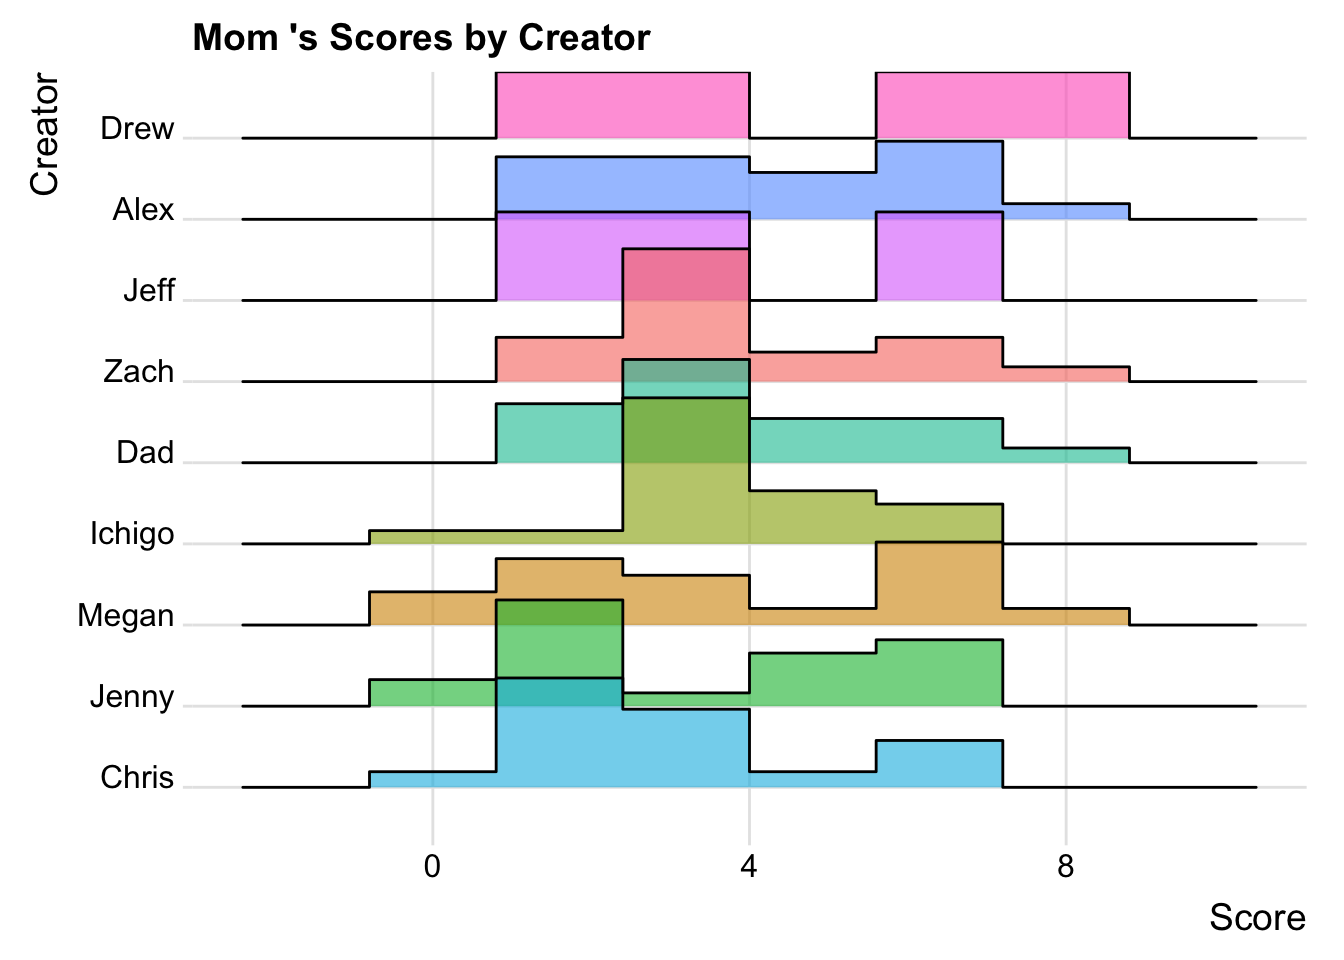 Mom 's Scores by Creator
Creator
Drew
Alex
Jeff
Zach
Dad
Ichigo
Megan
Jenny
Chris
0 4 8
Score